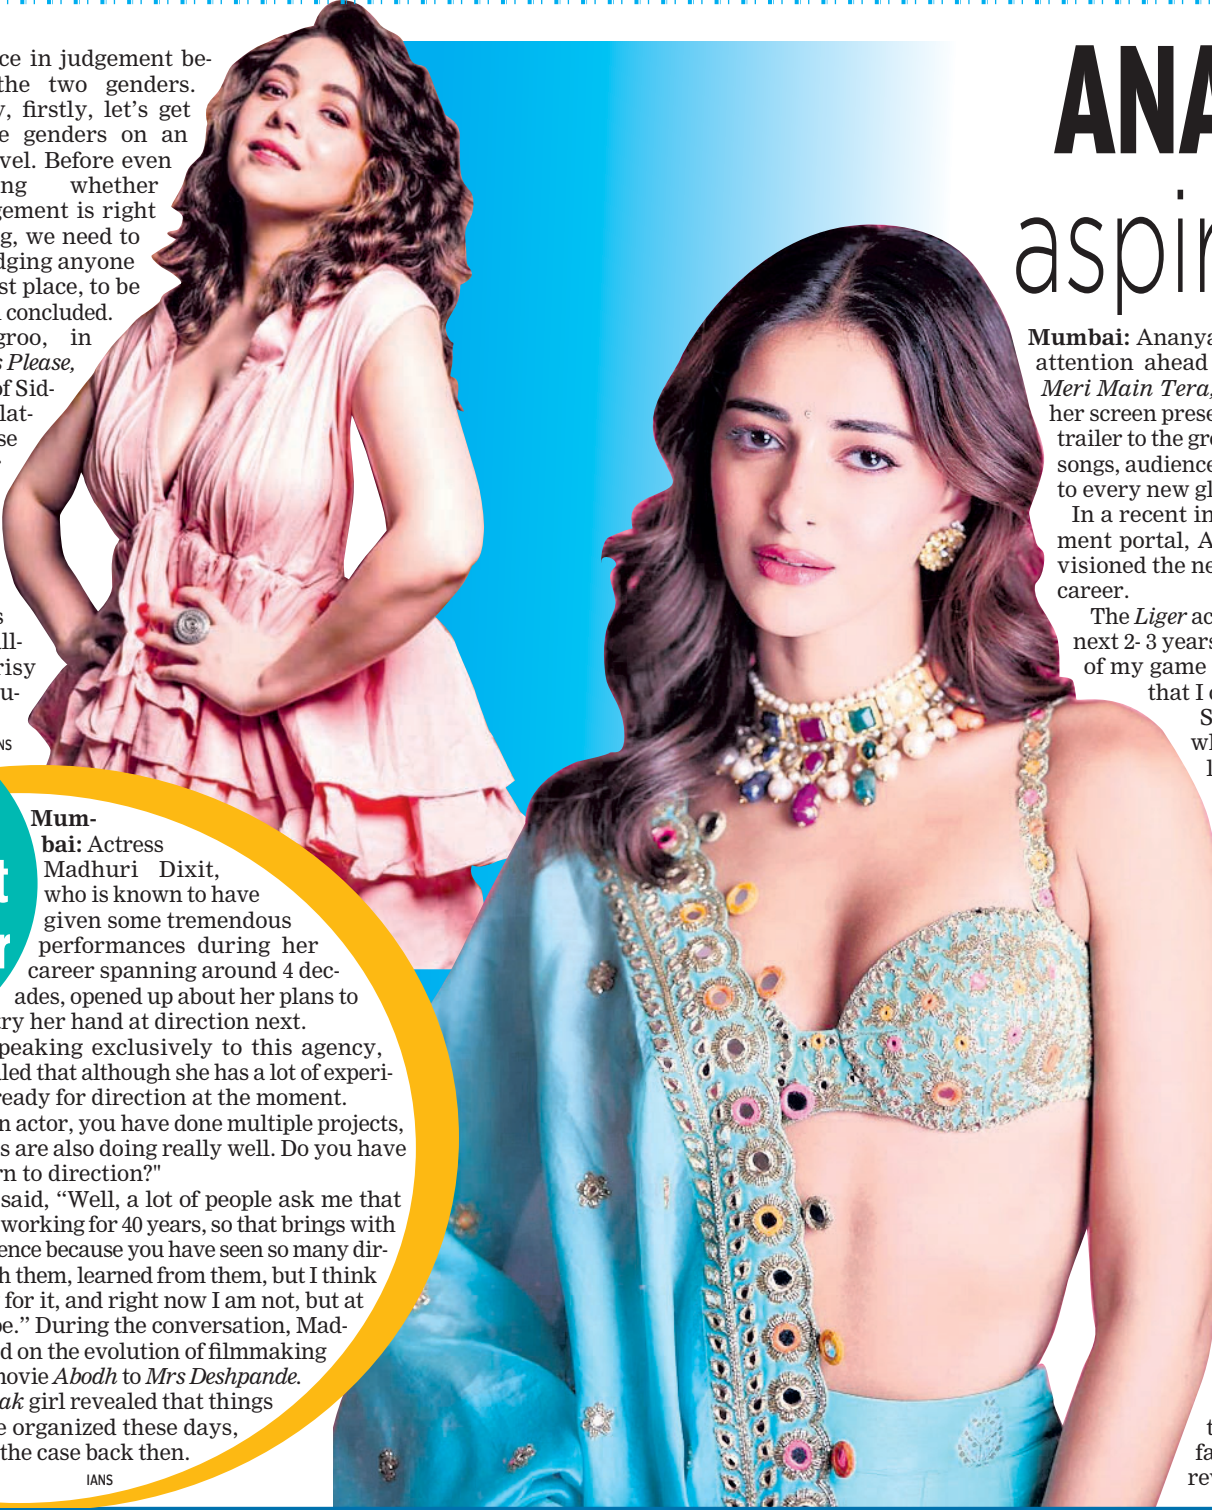 ce in judgement be-
the two genders.
y, firstly, let's get
e genders on an
vel. Before even
ng whether
gement is right
g, we need to
dging anyone
st place, to be
concluded.
groo, in
s Please,
of Sid-
lat-
se
s
ll-
risy
u-
NS
t
r
Mum-
bai: Actress
Madhuri Dixit,
who is known to have
given some tremendous
performances during her
career spanning around 4 dec-
ades, opened up about her plans to
try her hand at direction next.
peaking exclusively to this agency,
led that although she has a lot of experi-
ready for direction at the moment.
n actor, you have done multiple projects,
s are also doing really well. Do you have
rn to direction?"
said, “Well, a lot of people ask me that
working for 40 years, so that brings with
ence because you have seen so many dir-
h them, learned from them, but I think
for it, and right now I am not, but at
be.” During the conversation, Mad-
d on the evolution of filmmaking
movie Abodh to Mrs Deshpande.
ak girl revealed that things
e organized these days,
the case back then.
IANS
ANA
aspir
Mumbai: Ananya
attention ahead
Meri Main Tera,
her screen prese
trailer to the gro
songs, audience
to every new gl
In a recent in
ment portal, A
visioned the ne
career.
The Liger ac
next 2- 3 years
of my game
that I
S
wh
l
t
fa
rev